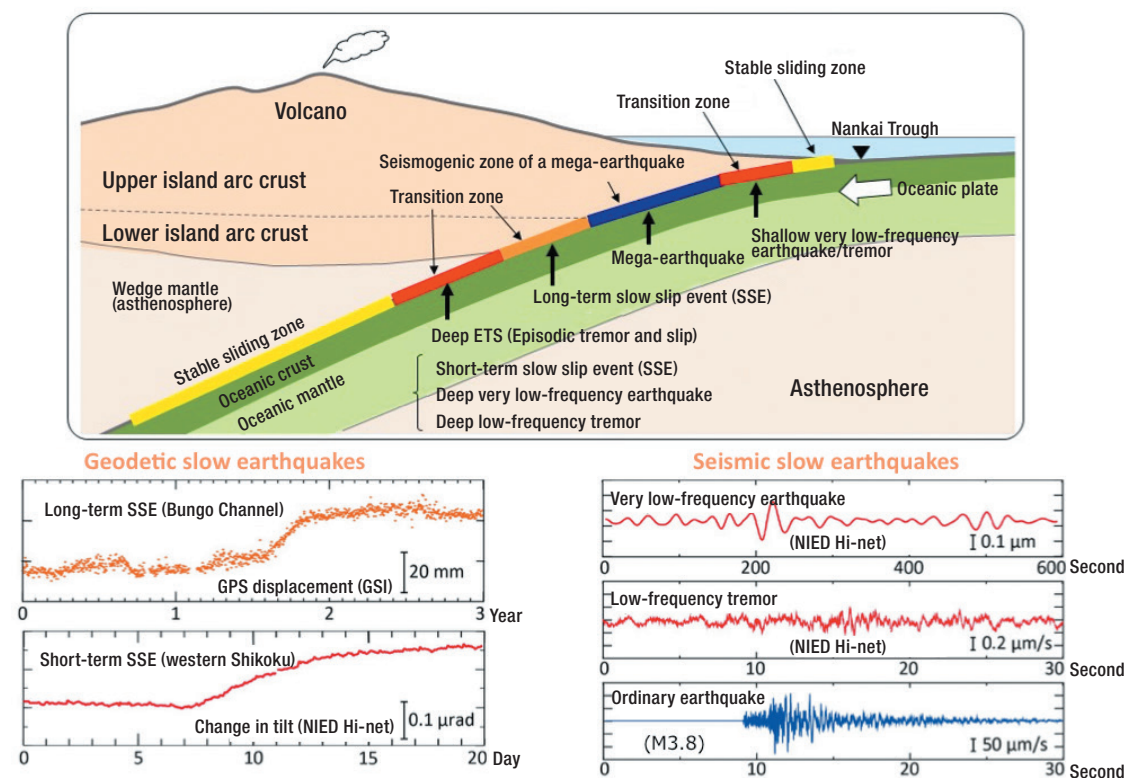 Stable sliding zone
Transition zone
Nankai Trough
Volcano
Seismogenic zone of a mega-earthquake
Upper island arc crust
Transition zone
Oceanic plate
Lower island arc crust
Shallow very low-frequency
earthquake/tremor
Mega-earthquake
Wedge mantle
(asthenosphere)
Long-term slow slip event (SSE)
Deep ETS (Episodic tremor and slip)
Stable sliding zone
Short-term slow slip event (SSE)
Oceanic crust
Deep very low-frequency earthquake
Asthenosphere
Oceanic mantle
Deep low-frequency tremor
Geodetic slow earthquakes
Long-term SSE (Bungo Channel)
20 mm
GPS displacement (GSI)
0 1 2 3 Year
Short-term SSE (western Shikoku)
0.1 μrad
Change in tilt (NIED Hi-net)
0 5 10 15 20 Day
Seismic slow earthquakes
Very low-frequency earthquake
(NIED Hi-net)
0.1 μm
0 200 400 600 Second
Low-frequency tremor
(NIED Hi-net)
0.2 μm/s
0 10 20 30 Second
Ordinary earthquake
(M3.8)
50 μm/s
0 10 20 30 Second